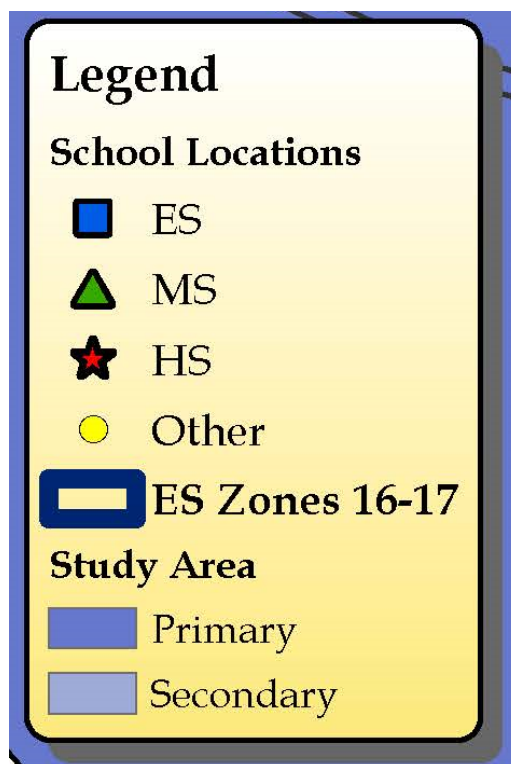 Legend
School Locations
ES
MS
HS
Other
ES Zones 16-17
Study Area
Primary
Secondary